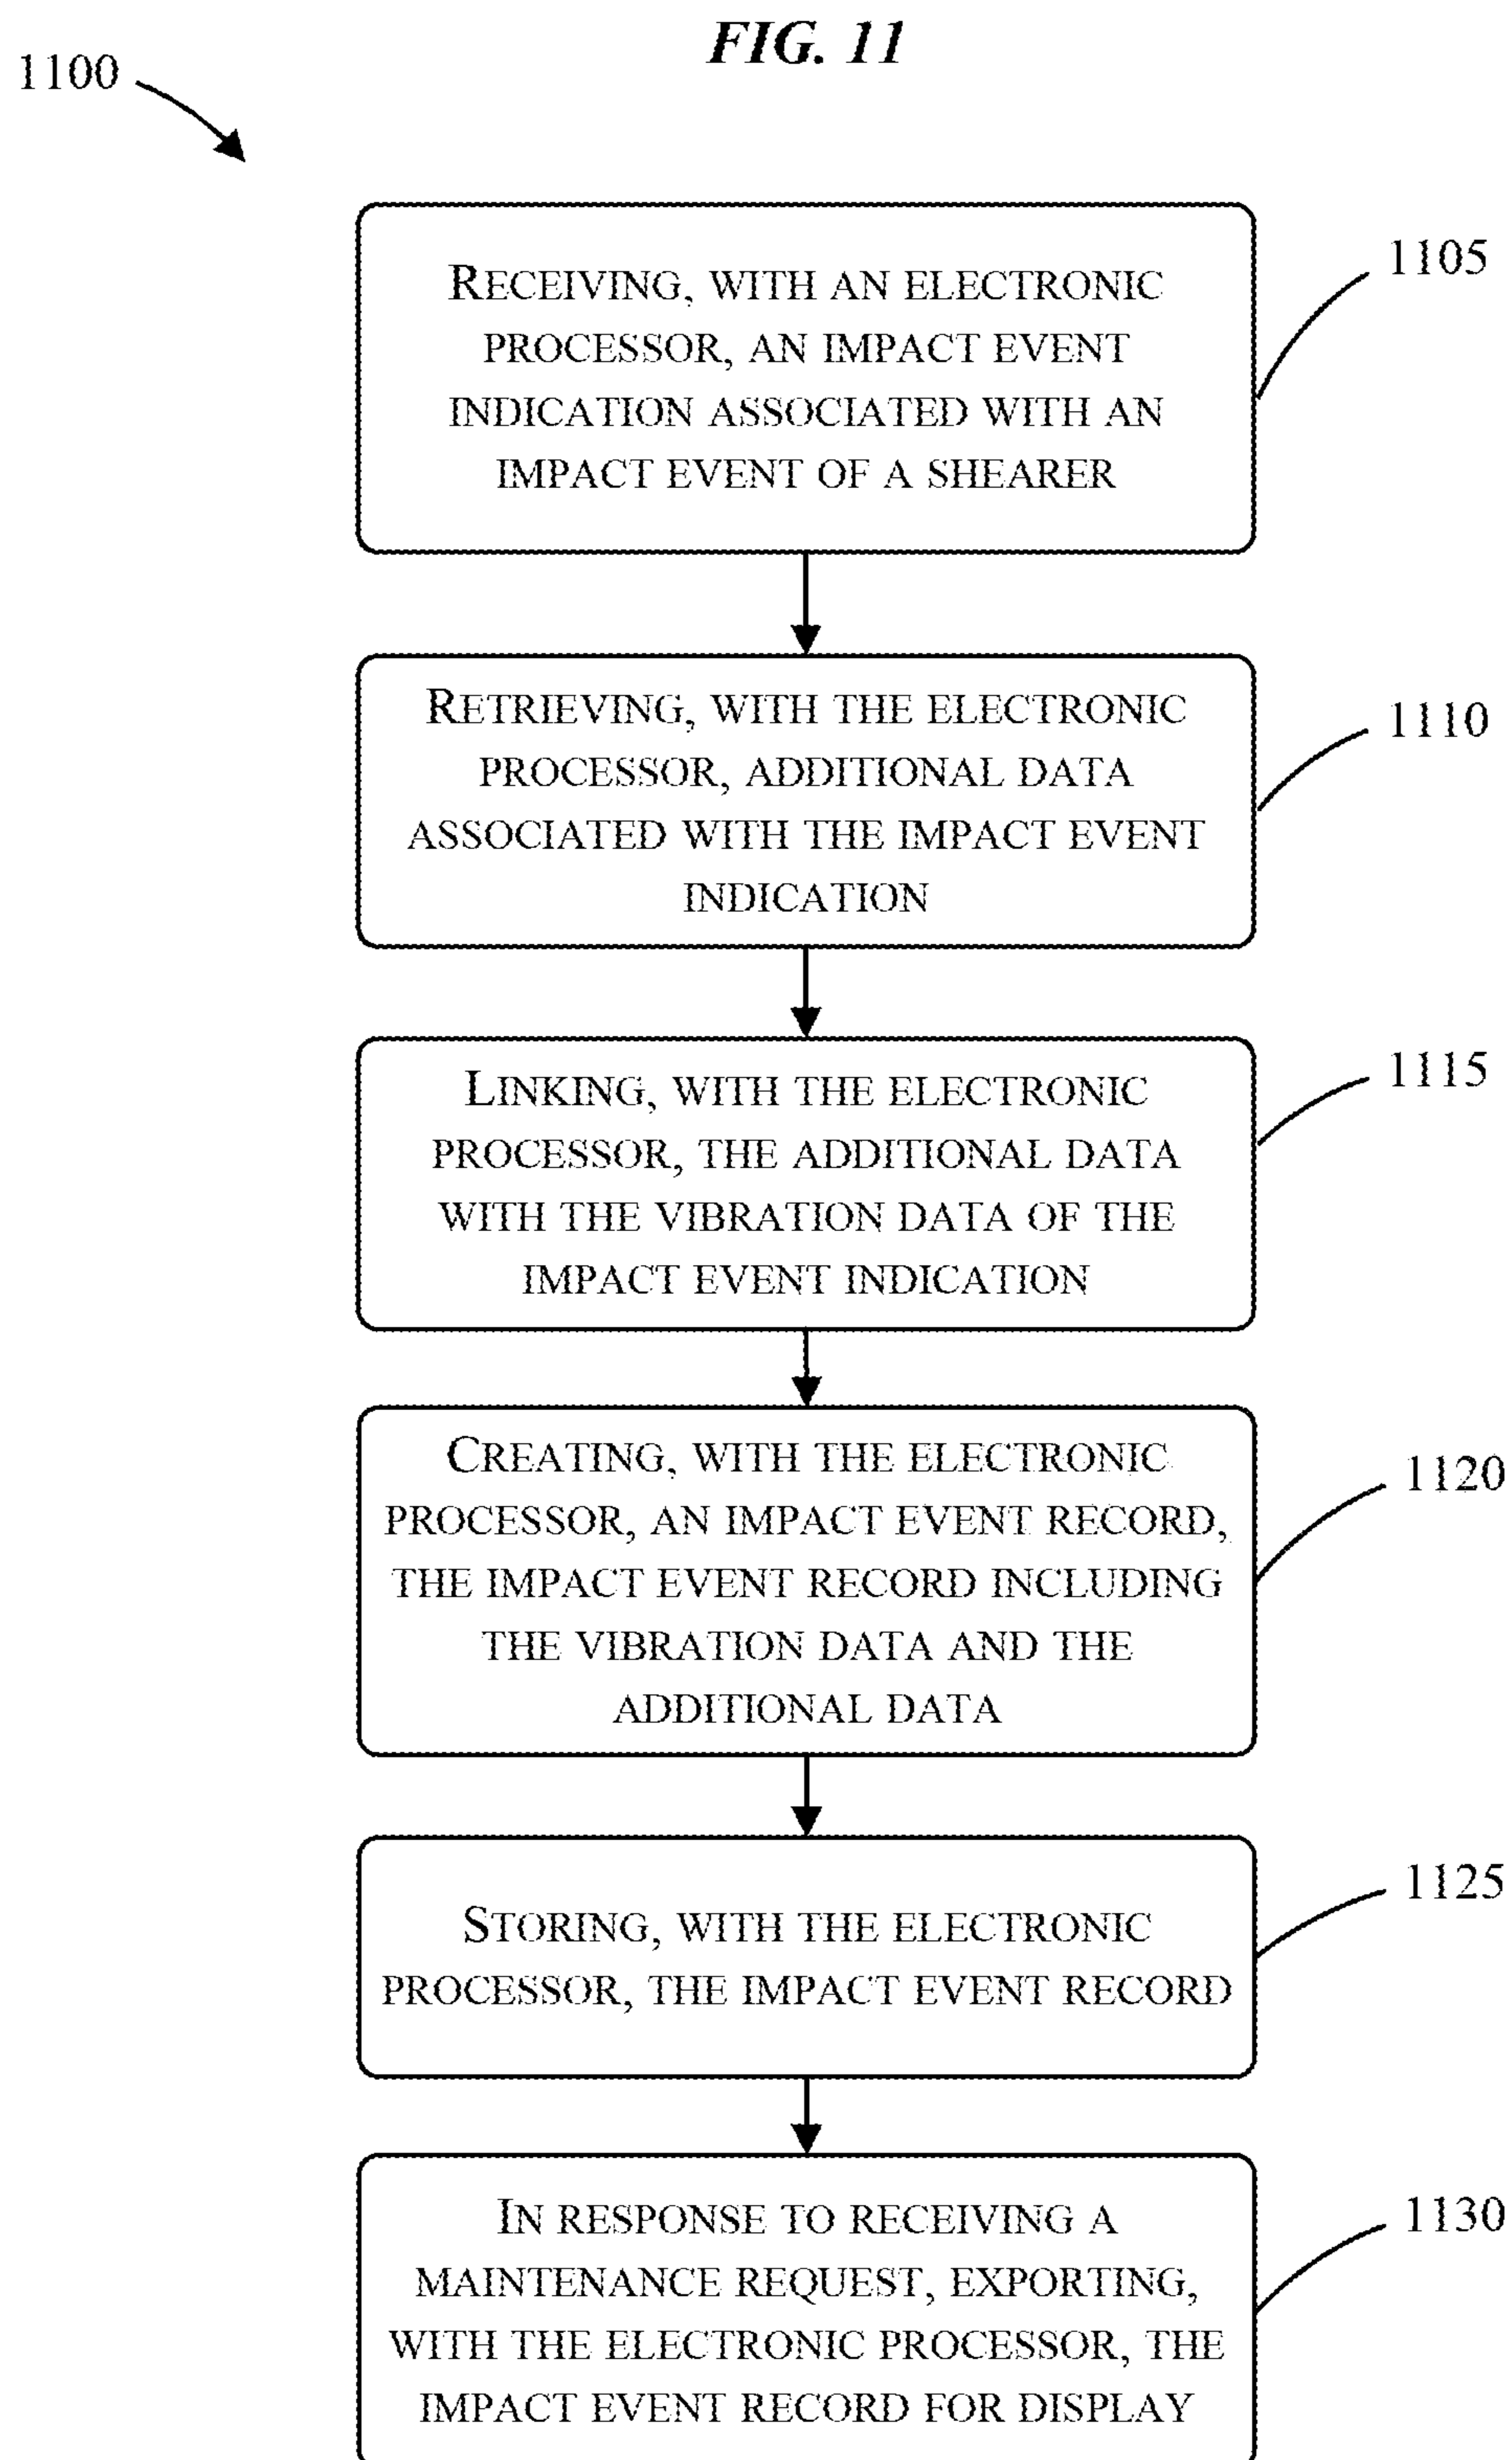 FIG. 11
1100
RECEIVING, WITH AN ELECTRONIC
PROCESSOR, AN IMPACT EVENT
INDICATION ASSOCIATED WITH AN
IMPACT EVENT OF A SHEARER
1105
RETRIEVING, WITH THE ELECTRONIC
PROCESSOR, ADDITIONAL DATA
ASSOCIATED WITH THE IMPACT EVENT
INDICATION
1110
LINKING, WITH THE ELECTRONIC
PROCESSOR, THE ADDITIONAL DATA
WITH THE VIBRATION DATA OF THE
IMPACT EVENT INDICATION
1115
CREATING, WITH THE ELECTRONIC
PROCESSOR, AN IMPACT EVENT RECORD,
THE IMPACT EVENT RECORD INCLUDING
THE VIBRATION DATA AND THE
ADDITIONAL DATA
1120
STORING, WITH THE ELECTRONIC
PROCESSOR, THE IMPACT EVENT RECORD
1125
IN RESPONSE TO RECEIVING A
MAINTENANCE REQUEST, EXPORTING,
WITH THE ELECTRONIC PROCESSOR, THE
IMPACT EVENT RECORD FOR DISPLAY
1130